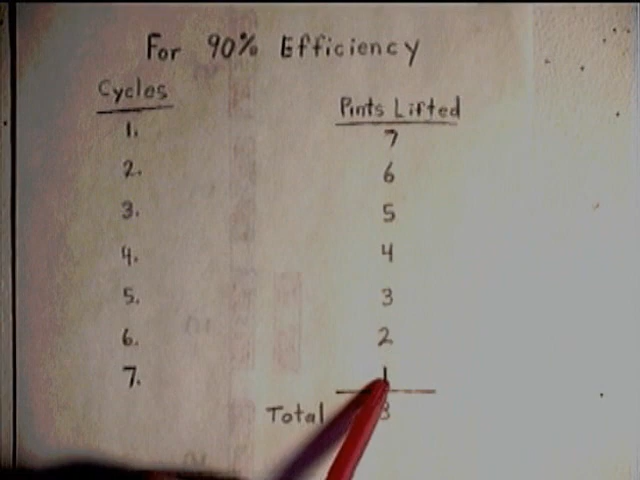 For 90% Efficiency
Cycles Pints Lifted
1. 7
2. 6
3. 5
4. 4
5. 3
6. 2
7. 1
Total